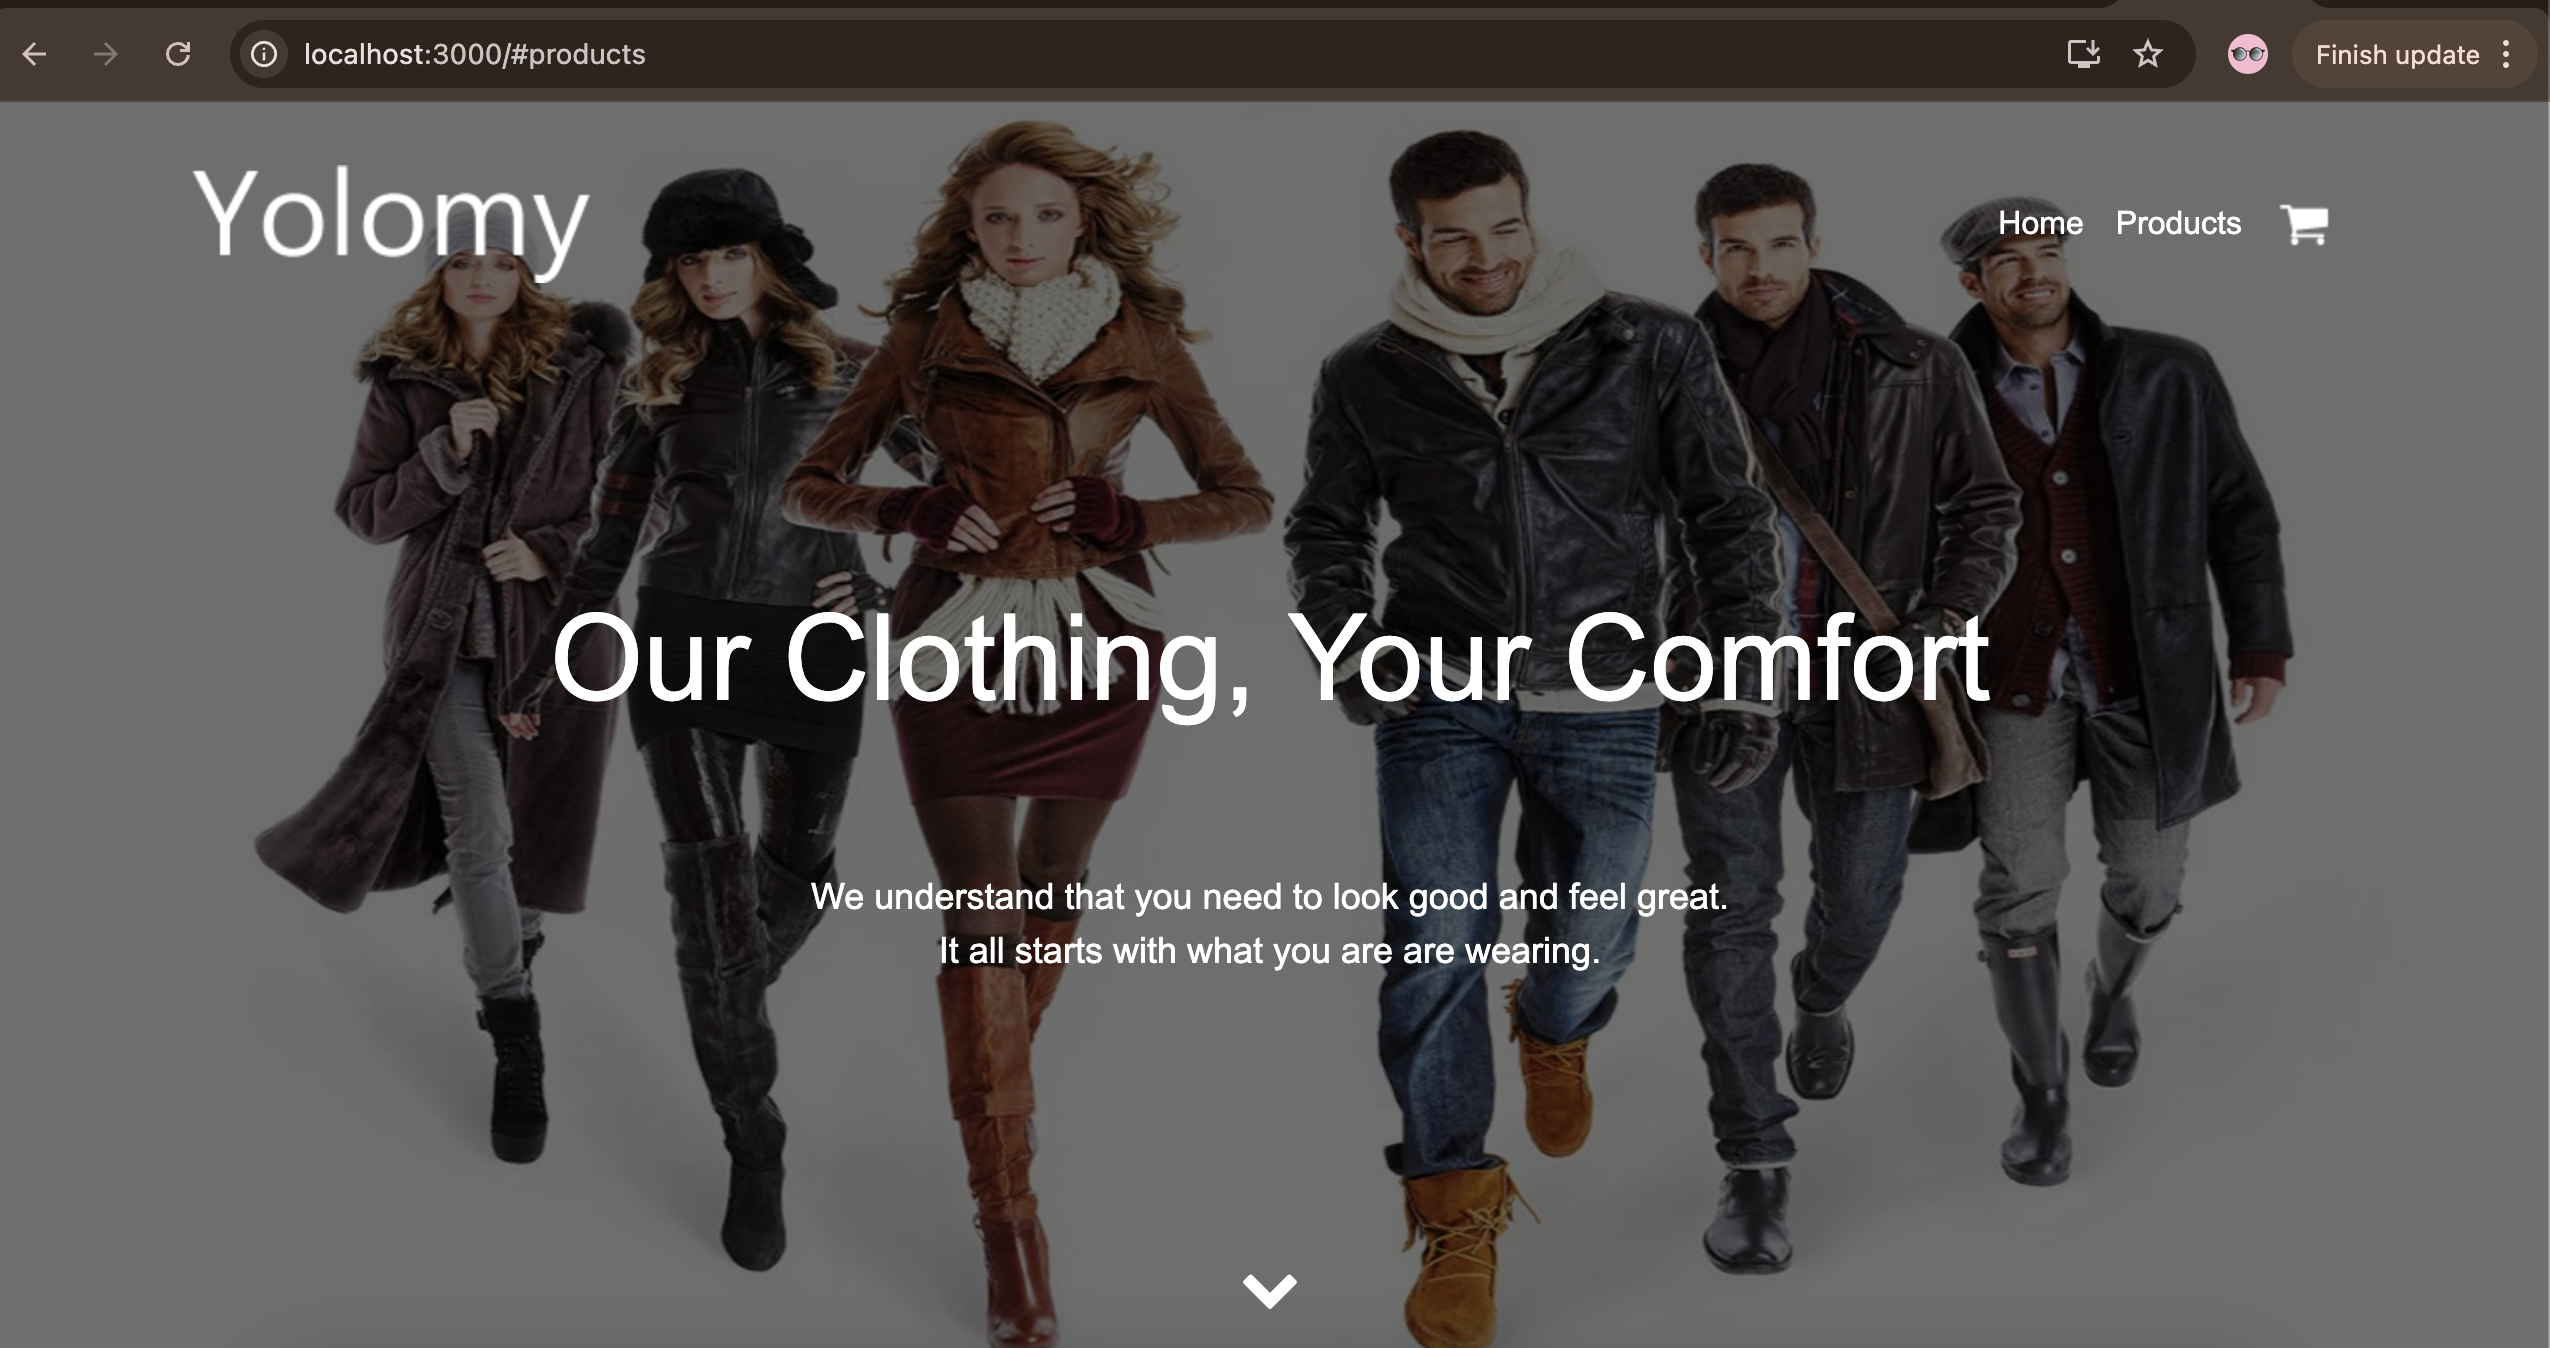 localhost:3000/#products
Finish update
Yolomy
Home Products
Our Clothing, Your Comfort
We understand that you need to look good and feel great.
It all starts with what you are are wearing.